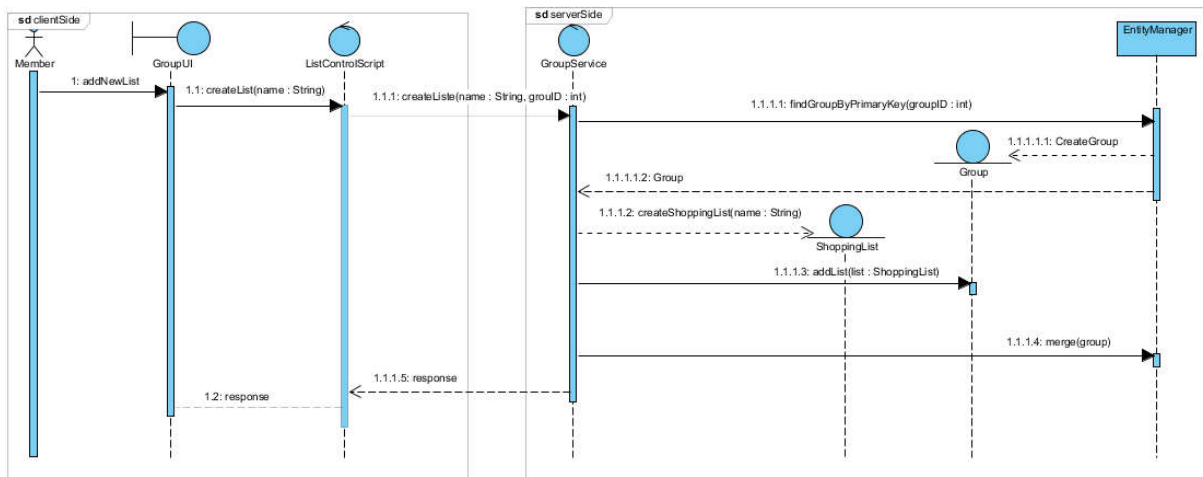 sd clientSide
sd serverSide
Member
GroupUI
ListControlScript
GroupService
EntityManager
1: addNewList
1.1: createList(name : String)
1.1.1: createListe(name : String, grouID : int)
1.1.1.1: findGroupByPrimaryKey(groupID : int)
1.1.1.1.1: CreateGroup
Group
1.1.1.1.2: Group
1.1.1.2: createShoppingList(name : String)
ShoppingList
1.1.1.3: addList(list : ShoppingList)
1.1.1.4: merge(group)
1.1.1.5: response
1.2: response